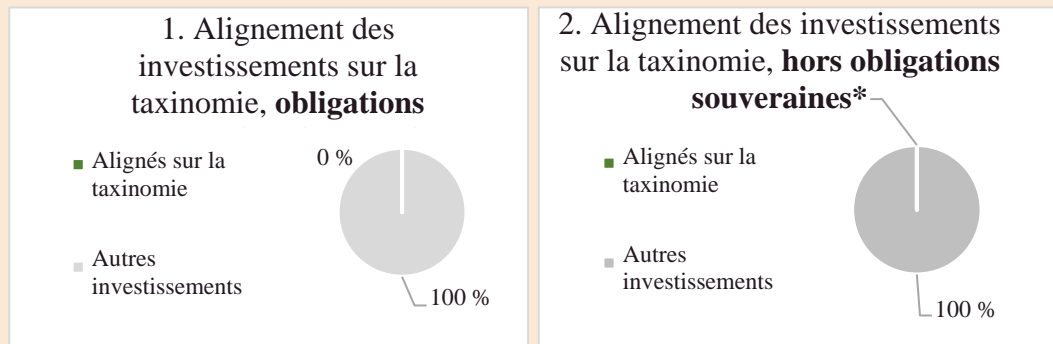 1. Alignement des
investissements sur la
taxinomie, obligations
Alignés sur la
taxinomie
Autres
investissements
0 %
100 %
2. Alignement des investissements
sur la taxinomie, hors obligations
souveraines*
Alignés sur la
taxinomie
Autres
investissements
100 %